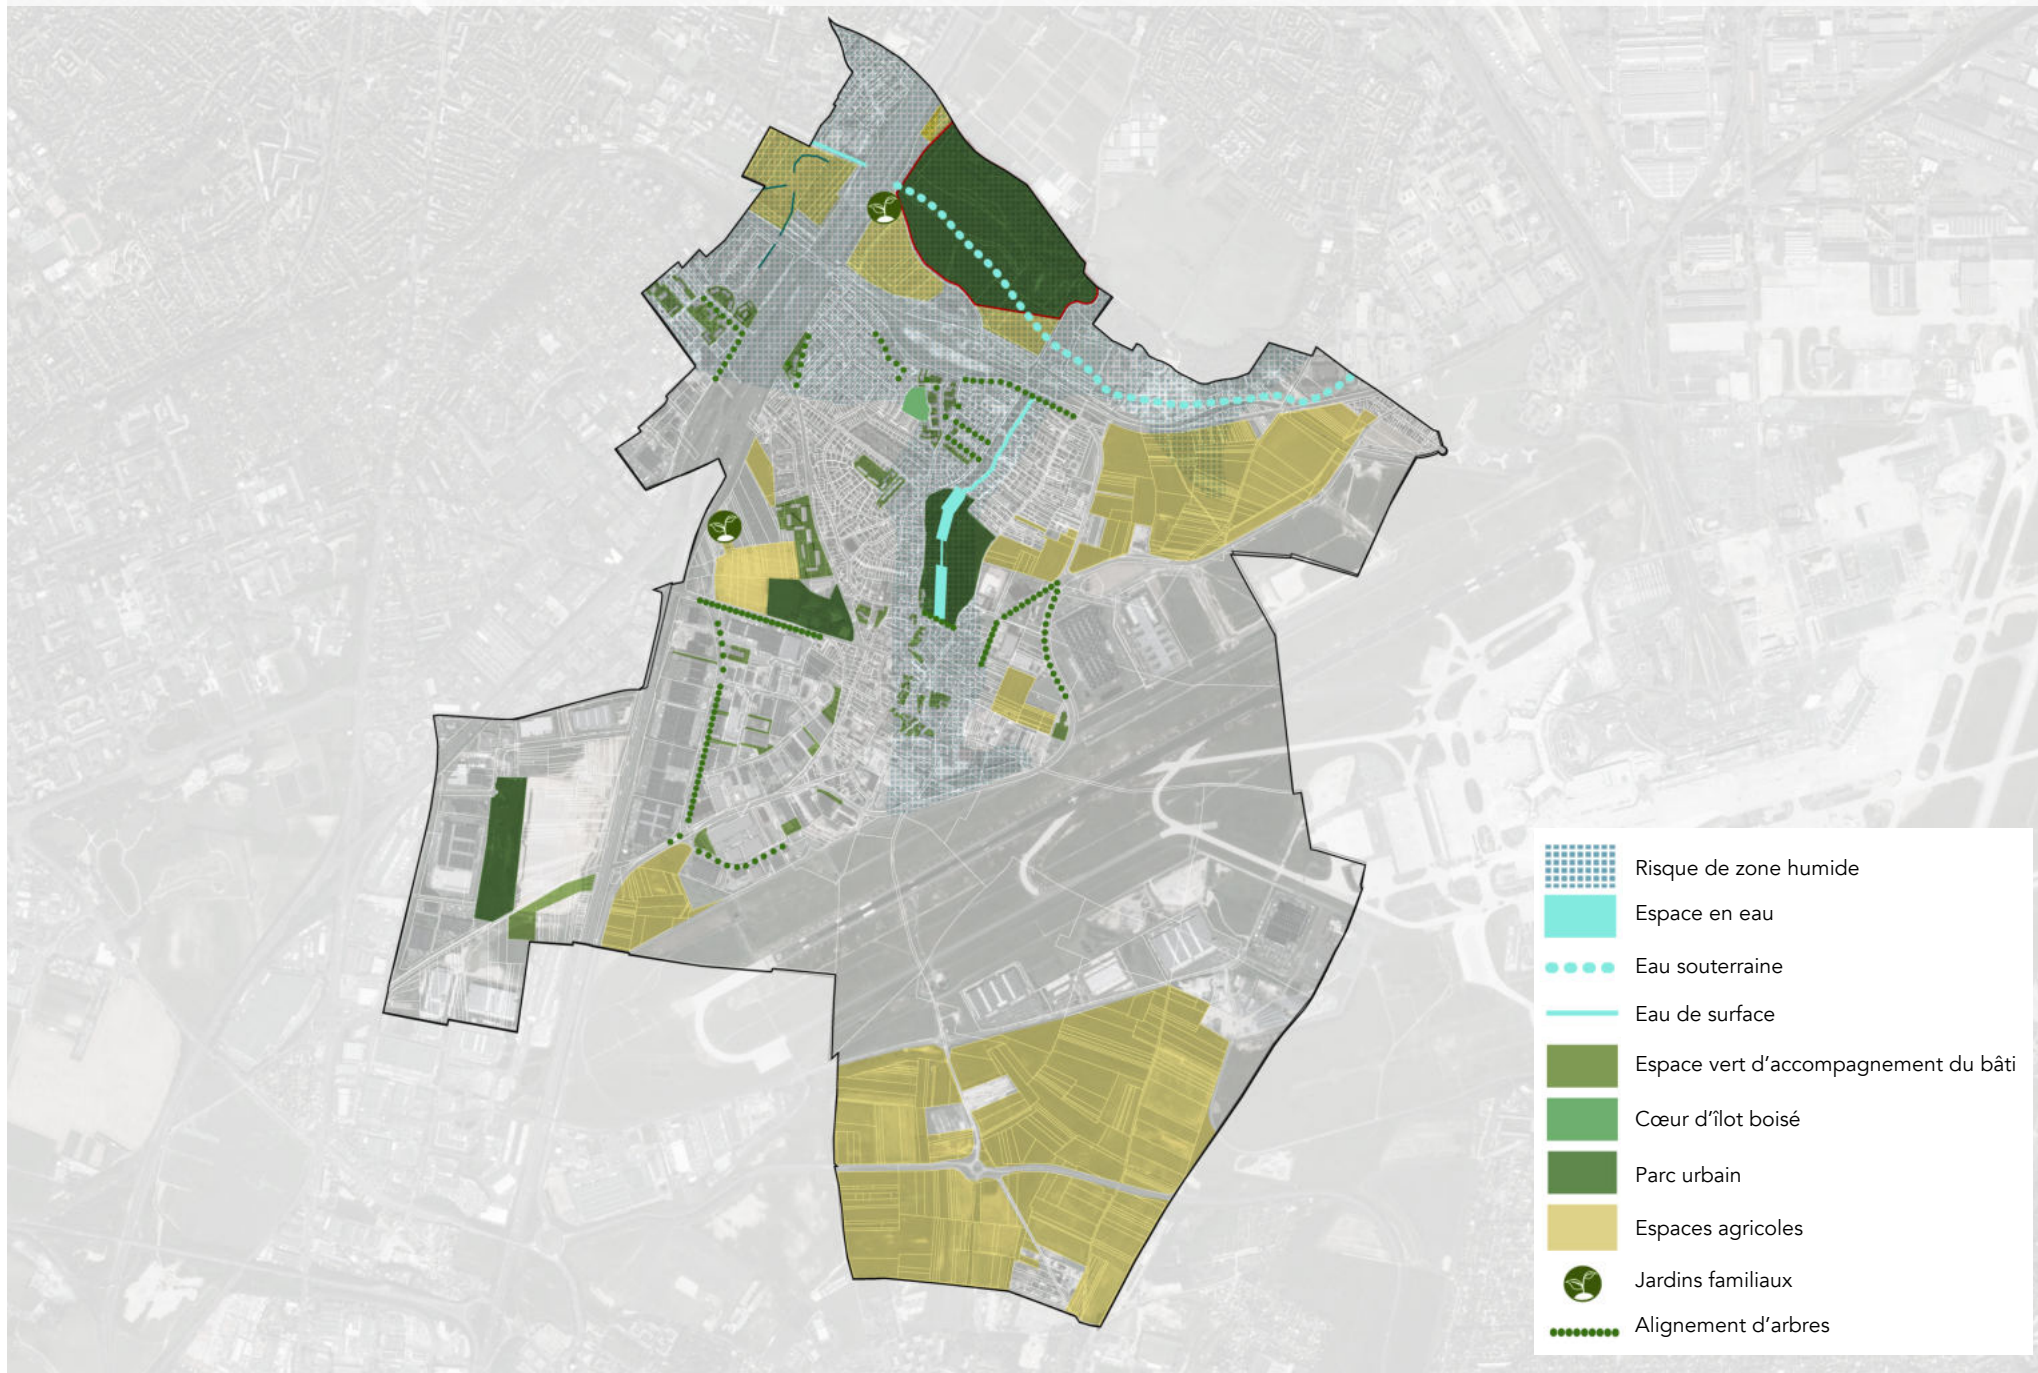 Risque de zone humide
Espace en eau
Eau souterraine
Eau de surface
Espace vert d’accompagnement du bâti
Cœur d’îlot boisé
Parc urbain
Espaces agricoles
Jardins familiaux
Alignement d’arbres